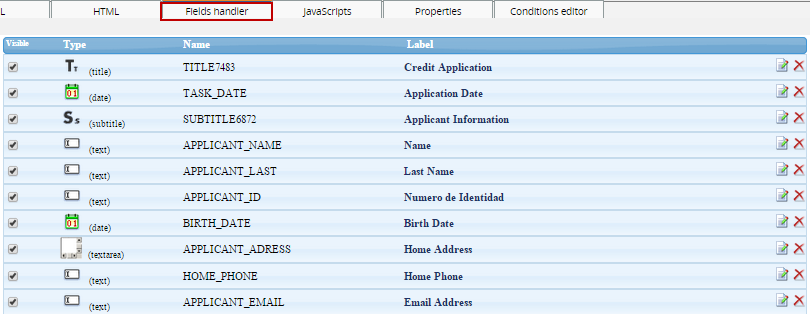 L HTML Fields handler JavaScripts Properties Conditions editor
Visible Type Name Label
(title) TITLE7483 Credit Application
(date) TASK_DATE Application Date
(subtitle) SUBTITLE6872 Applicant Information
(text) APPLICANT_NAME Name
(text) APPLICANT_LAST Last Name
(text) APPLICANT_ID Numero de Identidad
(date) BIRTH_DATE Birth Date
(textarea) APPLICANT_ADRESS Home Address
(text) HOME_PHONE Home Phone
(text) APPLICANT_EMAIL Email Address